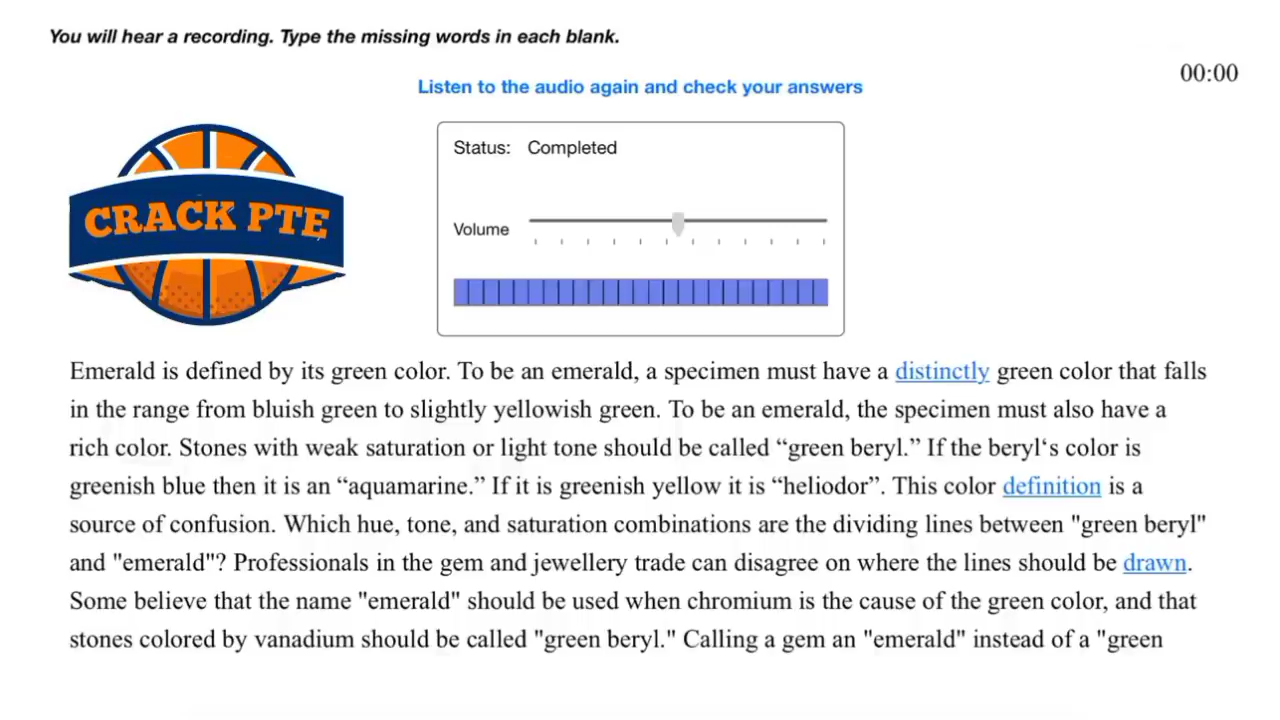 You will hear a recording. Type the missing words in each blank.
00:00
Listen to the audio again and check your answers
Status: Completed
CRACK PTE
Volume
Emerald is defined by its green color. To be an emerald, a specimen must have a distinctly green color that falls
in the range from bluish green to slightly yellowish green. To be an emerald, the specimen must also have a
rich color. Stones with weak saturation or light tone should be called “green beryl.” If the beryl‘s color is
greenish blue then it is an “aquamarine.” If it is greenish yellow it is “heliodor”. This color definition is a
source of confusion. Which hue, tone, and saturation combinations are the dividing lines between "green beryl"
and "emerald"? Professionals in the gem and jewellery trade can disagree on where the lines should be drawn.
Some believe that the name "emerald" should be used when chromium is the cause of the green color, and that
stones colored by vanadium should be called "green beryl." Calling a gem an "emerald" instead of a "green